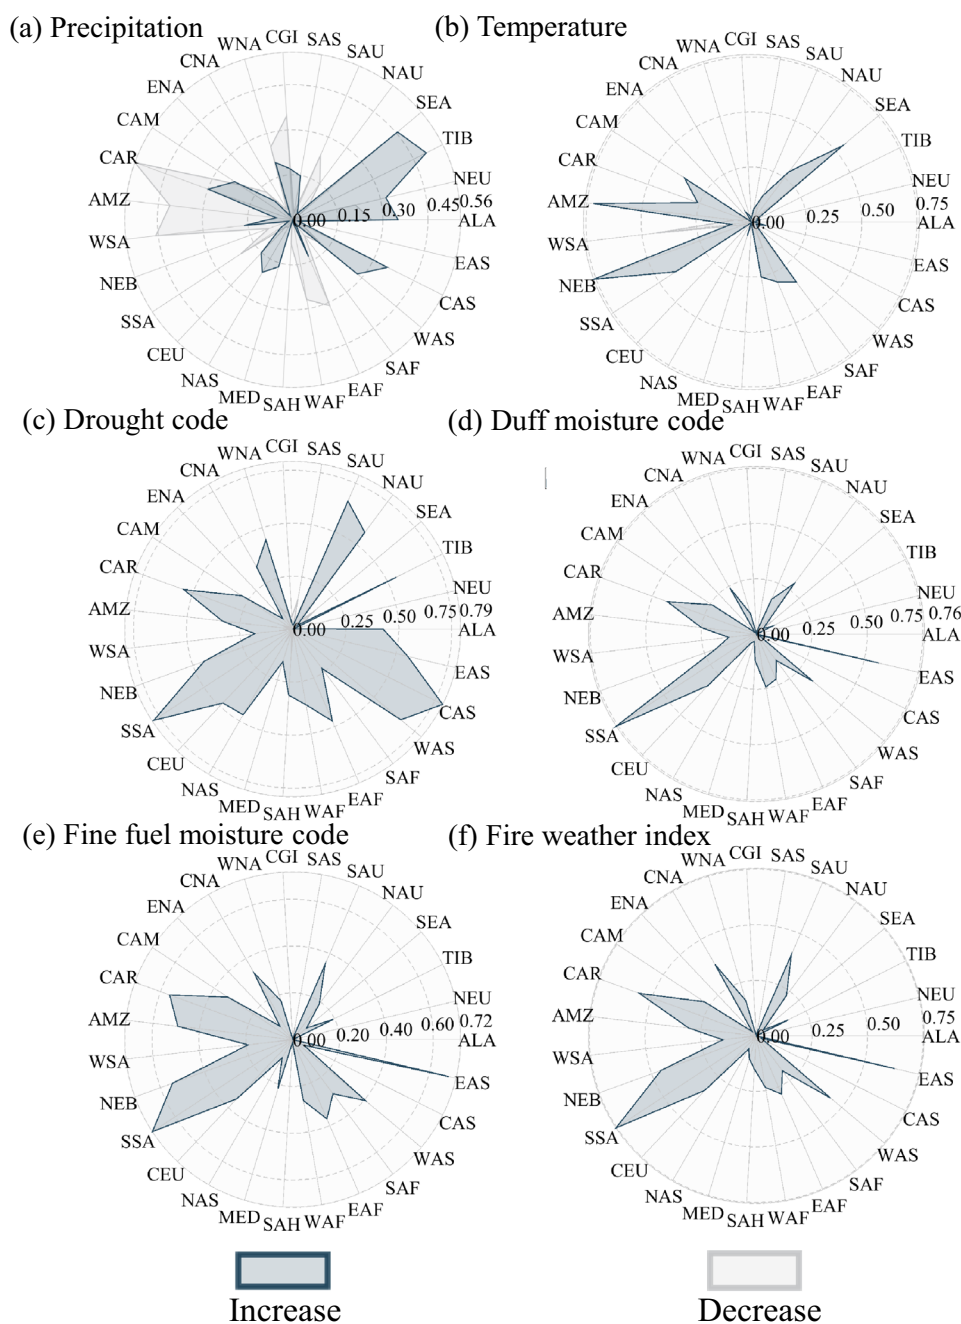 (a) Precipitation
CGI
SAS
SAU
NAU
SEA
TIB
NEU
ALA
EAS
CAS
WAS
SAF
EAF
WAF
SAH
MED
NAS
CEU
SSA
NEB
WSA
AMZ
CAR
CAM
ENA
CNA
WNA
0.00 0.15 0.30 0.45 0.56
(b) Temperature
CGI
SAS
SAU
NAU
SEA
TIB
NEU
ALA
EAS
CAS
WAS
SAF
EAF
WAF
SAH
MED
NAS
CEU
SSA
NEB
WSA
AMZ
CAR
CAM
ENA
CNA
WNA
0.00 0.25 0.50 0.75
(c) Drought code
CGI
SAS
SAU
NAU
SEA
TIB
NEU
ALA
EAS
CAS
WAS
SAF
EAF
WAF
SAH
MED
NAS
CEU
SSA
NEB
WSA
AMZ
CAR
CAM
ENA
CNA
WNA
0.00 0.25 0.50 0.75 0.79
(d) Duff moisture code
CGI
SAS
SAU
NAU
SEA
TIB
NEU
ALA
EAS
CAS
WAS
SAF
EAF
WAF
SAH
MED
NAS
CEU
SSA
NEB
WSA
AMZ
CAR
CAM
ENA
CNA
WNA
0.00 0.25 0.50 0.75 0.76
(e) Fine fuel moisture code
CGI
SAS
SAU
NAU
SEA
TIB
NEU
ALA
EAS
CAS
WAS
SAF
EAF
WAF
SAH
MED
NAS
CEU
SSA
NEB
WSA
AMZ
CAR
CAM
ENA
CNA
WNA
0.00 0.20 0.40 0.60 0.72
(f) Fire weather index
CGI
SAS
SAU
NAU
SEA
TIB
NEU
ALA
EAS
CAS
WAS
SAF
EAF
WAF
SAH
MED
NAS
CEU
SSA
NEB
WSA
AMZ
CAR
CAM
ENA
CNA
WNA
0.00 0.25 0.50 0.75
Increase
Decrease